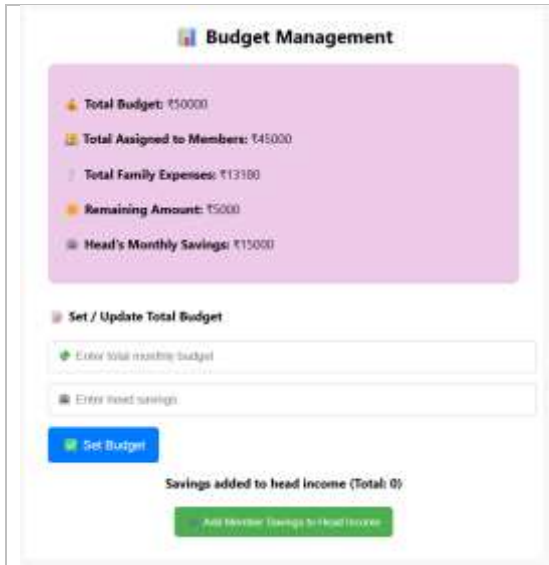 Budget Management
Total Budget: ₹50000
Total Assigned to Members: ₹45000
Total Family Expenses: ₹13180
Remaining Amount: ₹5000
Head's Monthly Savings: ₹15000
Set / Update Total Budget
Enter total monthly budget
Enter head savings
Set Budget
Savings added to head income (Total: 0)
Add Member Savings to Head Income